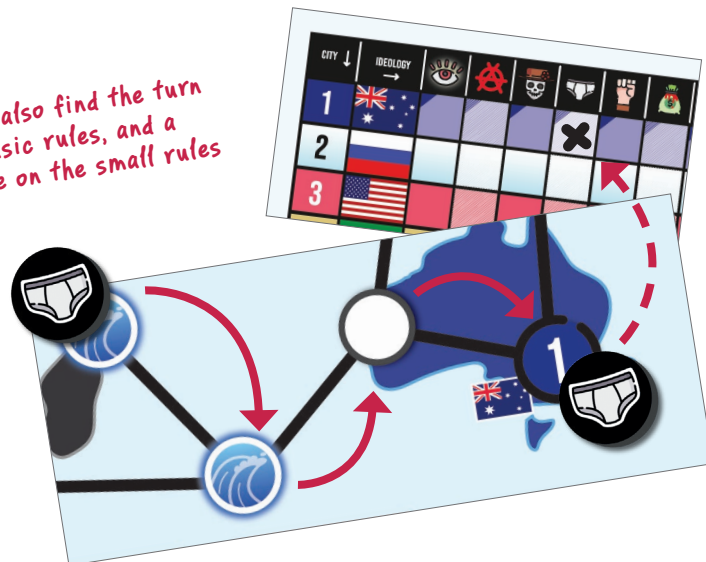 also find the turn
sic rules, and a
e on the small rules
CITY ↓ IDEOLOGY →
1
2
3
1